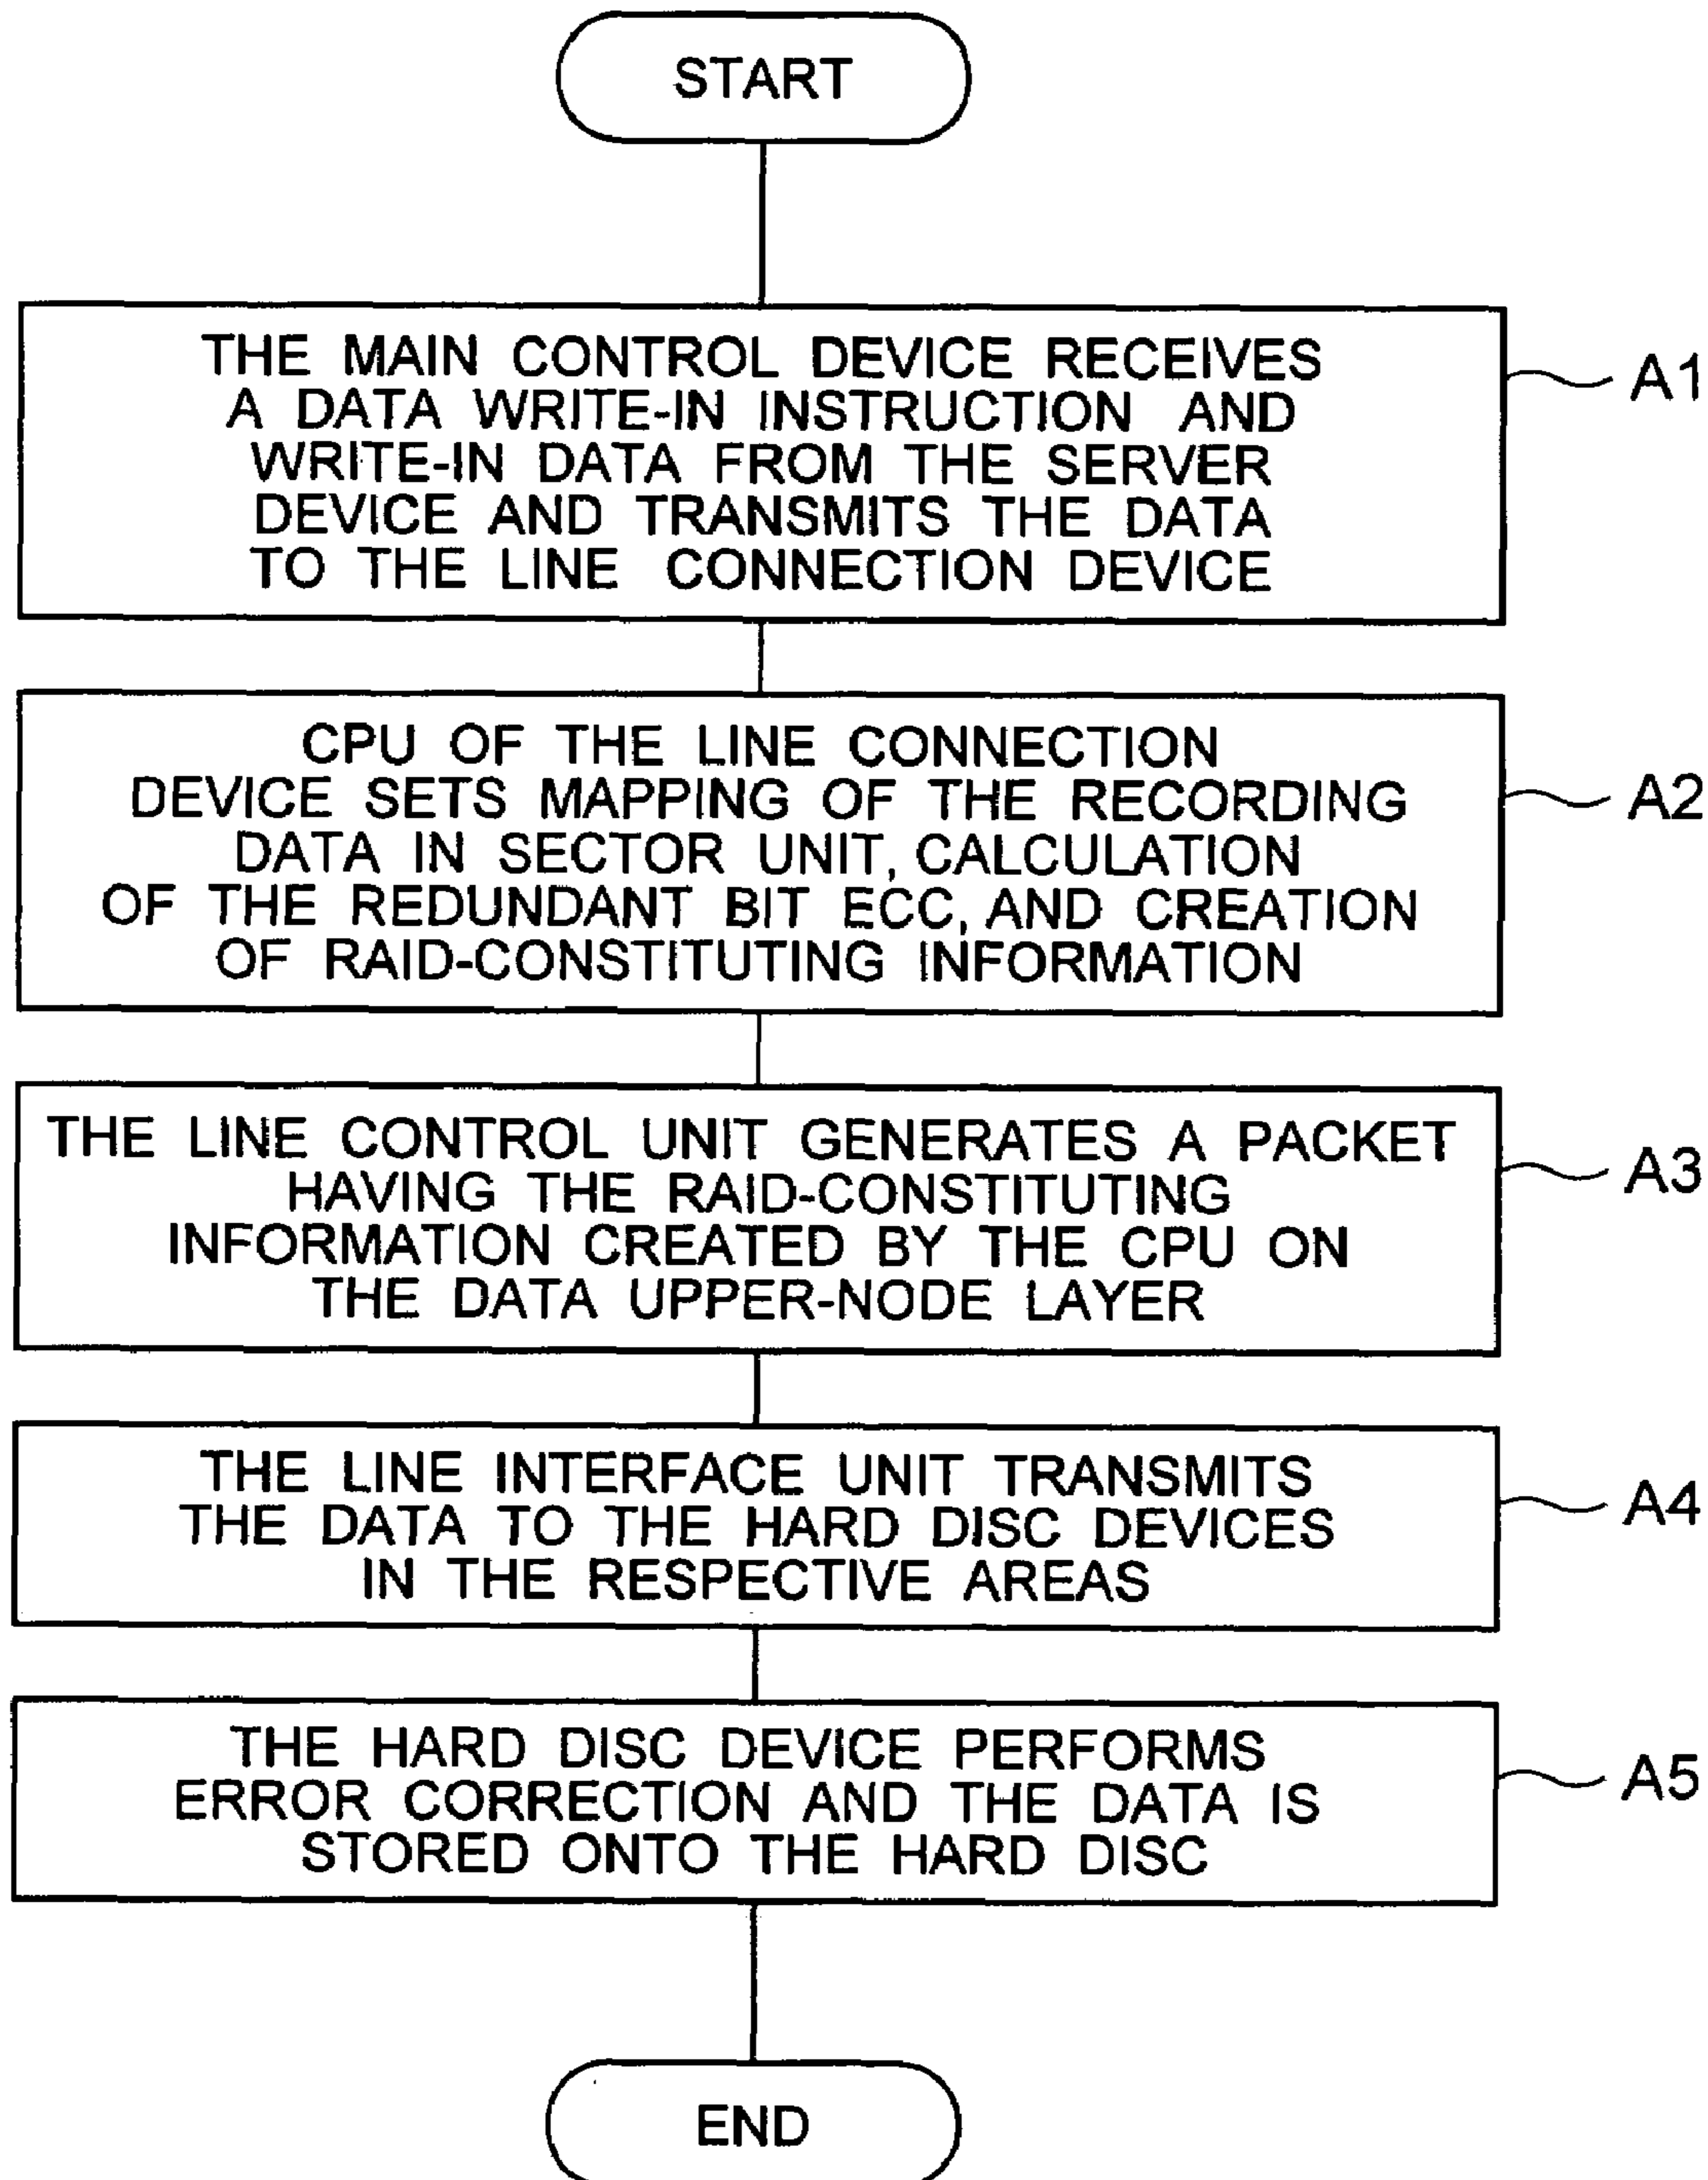 START
THE MAIN CONTROL DEVICE RECEIVES
A DATA WRITE-IN INSTRUCTION AND
WRITE-IN DATA FROM THE SERVER
DEVICE AND TRANSMITS THE DATA
TO THE LINE CONNECTION DEVICE
A1
CPU OF THE LINE CONNECTION
DEVICE SETS MAPPING OF THE RECORDING
DATA IN SECTOR UNIT, CALCULATION
OF THE REDUNDANT BIT ECC, AND CREATION
OF RAID-CONSTITUTING INFORMATION
A2
THE LINE CONTROL UNIT GENERATES A PACKET
HAVING THE RAID-CONSTITUTING
INFORMATION CREATED BY THE CPU ON
THE DATA UPPER-NODE LAYER
A3
THE LINE INTERFACE UNIT TRANSMITS
THE DATA TO THE HARD DISC DEVICES
IN THE RESPECTIVE AREAS
A4
THE HARD DISC DEVICE PERFORMS
ERROR CORRECTION AND THE DATA IS
STORED ONTO THE HARD DISC
A5
END